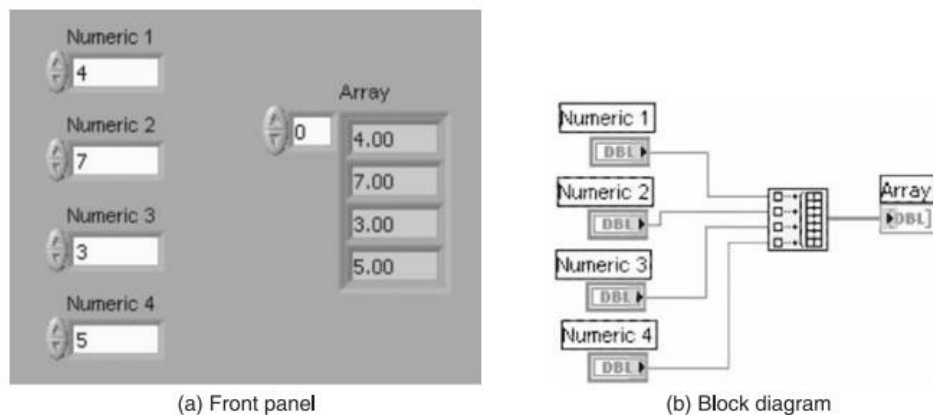 Numeric 1
4
Numeric 2
7
Numeric 3
3
Numeric 4
5
Array
0
4.00
7.00
3.00
5.00
(a) Front panel
Numeric 1
DBL
Numeric 2
DBL
Numeric 3
DBL
Numeric 4
DBL
Array
[DBL]
(b) Block diagram